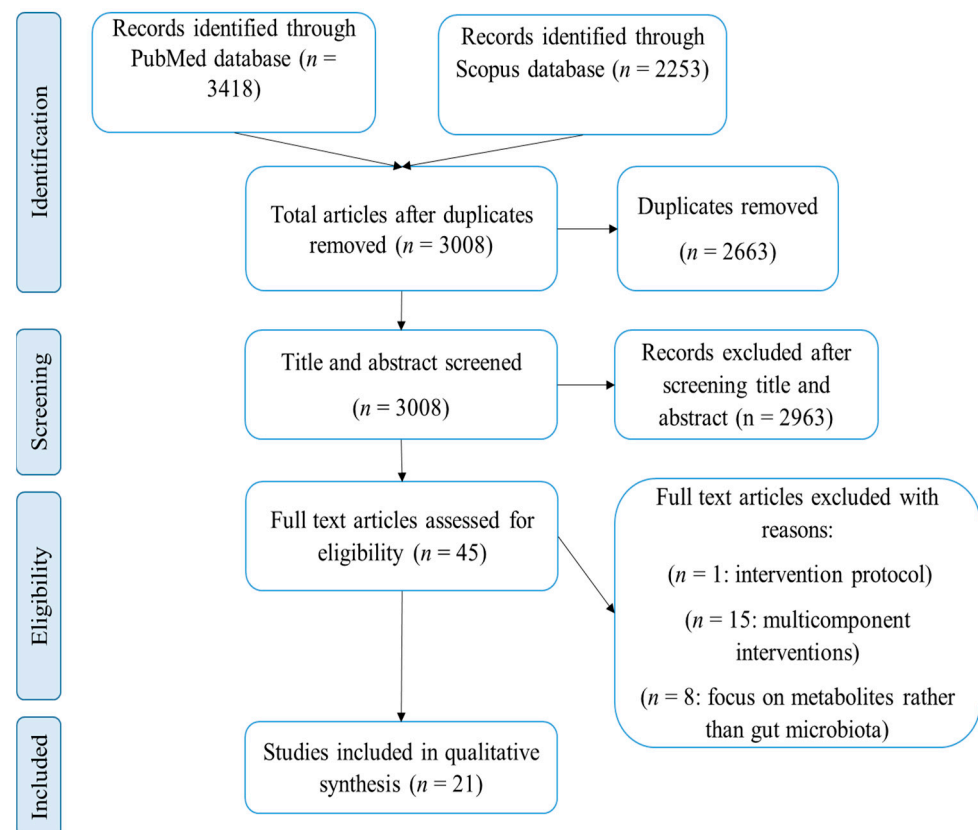 Identification
Records identified through
PubMed database (n =
3418)
Records identified through
Scopus database (n = 2253)
Total articles after duplicates
removed (n = 3008)
Duplicates removed
(n = 2663)
Screening
Title and abstract screened
(n = 3008)
Records excluded after
screening title and
abstract (n = 2963)
Eligibility
Full text articles assessed for
eligibility (n = 45)
Full text articles excluded with
reasons:
(n = 1: intervention protocol)
(n = 15: multicomponent
interventions)
(n = 8: focus on metabolites rather
than gut microbiota)
Included
Studies included in qualitative
synthesis (n = 21)